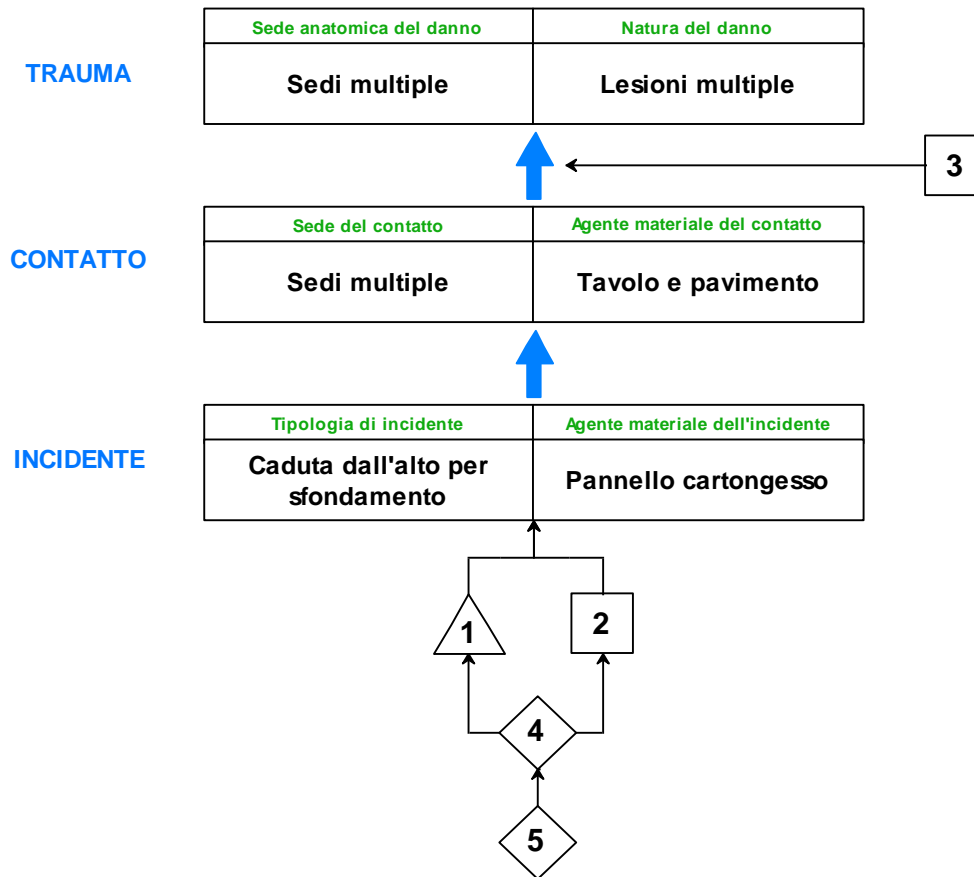 Sede anatomica del danno
Natura del danno
TRAUMA
Sedi multiple
Lesioni multiple
3
Sede del contatto
Agente materiale del contatto
CONTATTO
Sedi multiple
Tavolo e pavimento
Tipologia di incidente
Agente materiale dell'incidente
INCIDENTE
Caduta dall'alto per
sfondamento
Pannello cartongesso
1
2
4
5